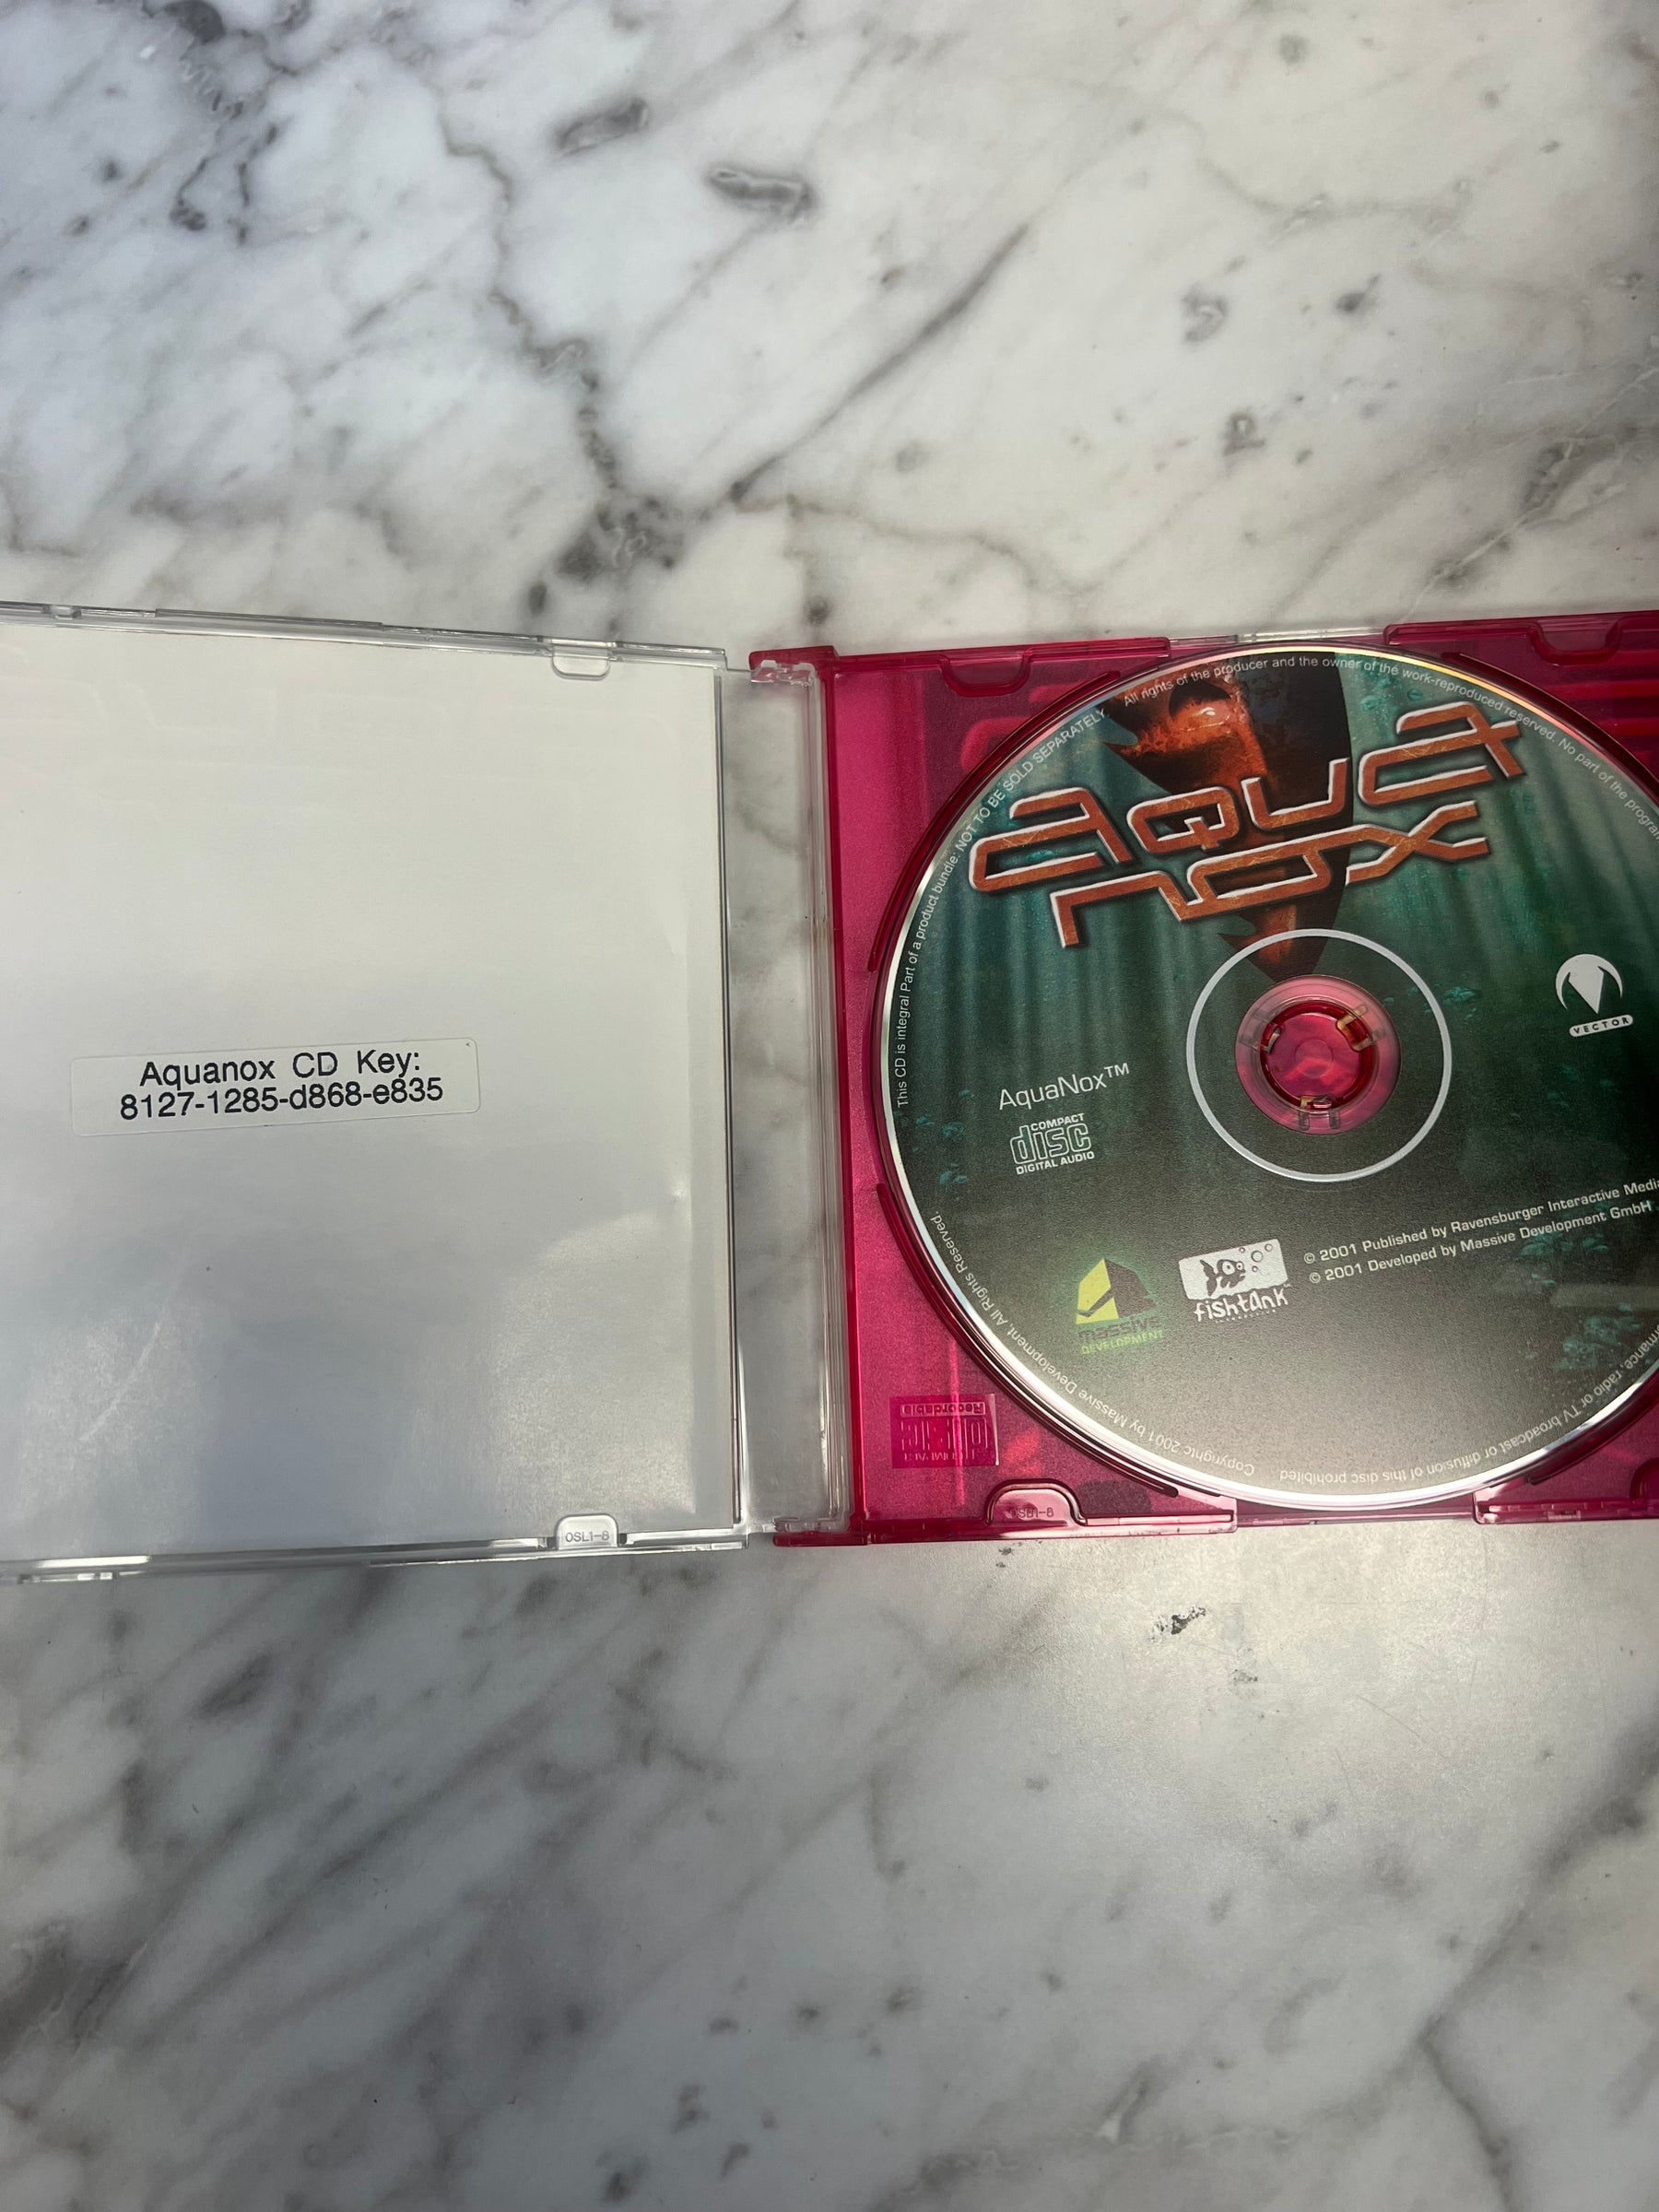 Aquanox CD Key:
8127-1285-d868-e835
OSL1-8
This CD is integral Part of a product bundle: NOT TO BE SOLD SEPARATELY. All rights of the producer and the owner of the work-reproduced reserved. No part of the program
AQUA
NOX
VECTOR
AquaNox™
COMPACT
disc
DIGITAL AUDIO
© 2001 Published by Ravensburger Interactive Media
© 2001 Developed by Massive Development GmbH
massive
DEVELOPMENT
fishtank
radio or TV broadcast or diffusion of this disc prohibited
Copyright© 2001 by Massive Development, All Rights Reserved.
Recordable